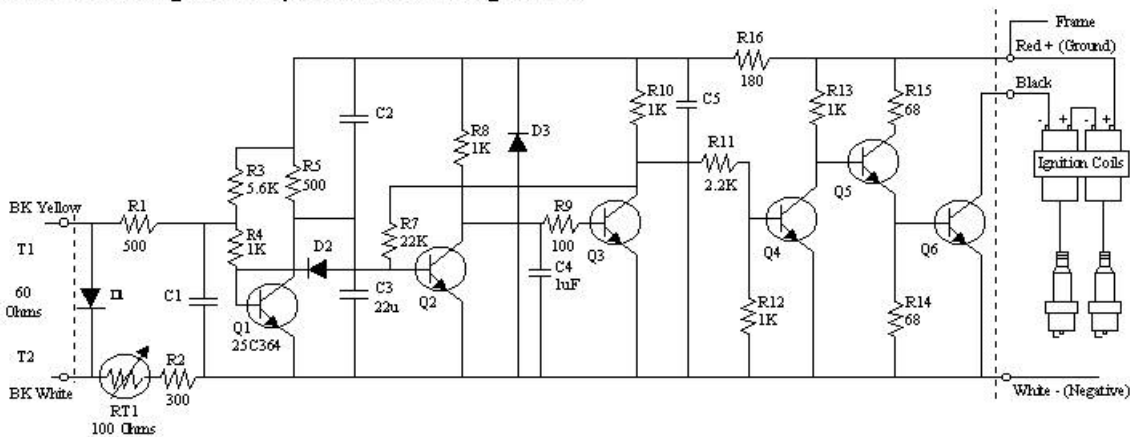 Frame
Red + (Ground)
Black
- + - +
Ignition Coils
R16
180
R10
1K
C5
R13
1K
R15
68
C2
R8
1K
D3
R11
2.2K
Q5
R3
5.6K
R5
500
BK Yellow
R1
500
R4
1K
D2
R7
22K
R9
100
Q3
Q4
Q6
T1
60
Ohms
C1
C3
22u
Q2
C4
1uF
R12
1K
R14
68
Q1
25C364
T2
BK White
R2
300
RT1
100 Ohms
White - (Negative)